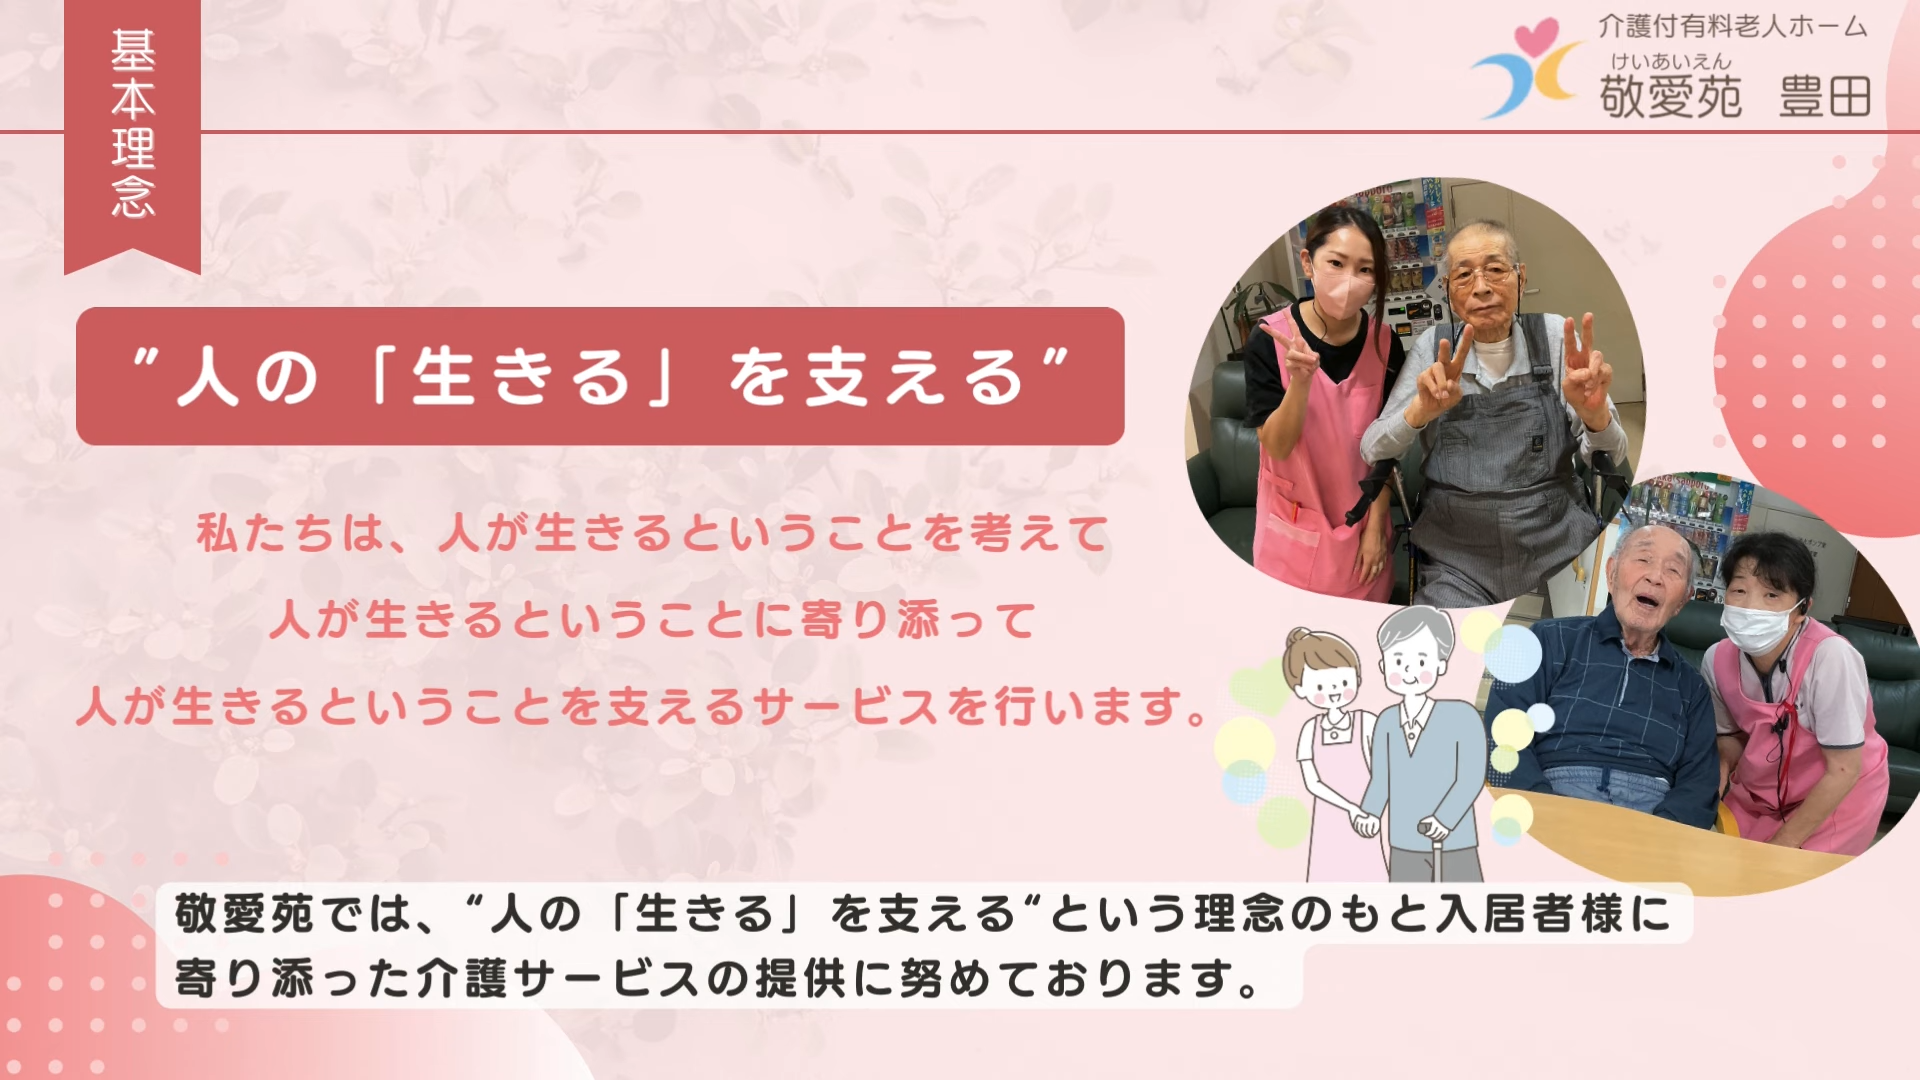 基本理念
介護付有料老人ホーム
けいあいえん
敬愛苑 豊田
”人の「生きる」を支える”
私たちは、人が生きるということを考えて
人が生きるということに寄り添って
人が生きるということを支えるサービスを行います。
敬愛苑では、“人の「生きる」を支える“という理念のもと入居者様に
寄り添った介護サービスの提供に努めております。